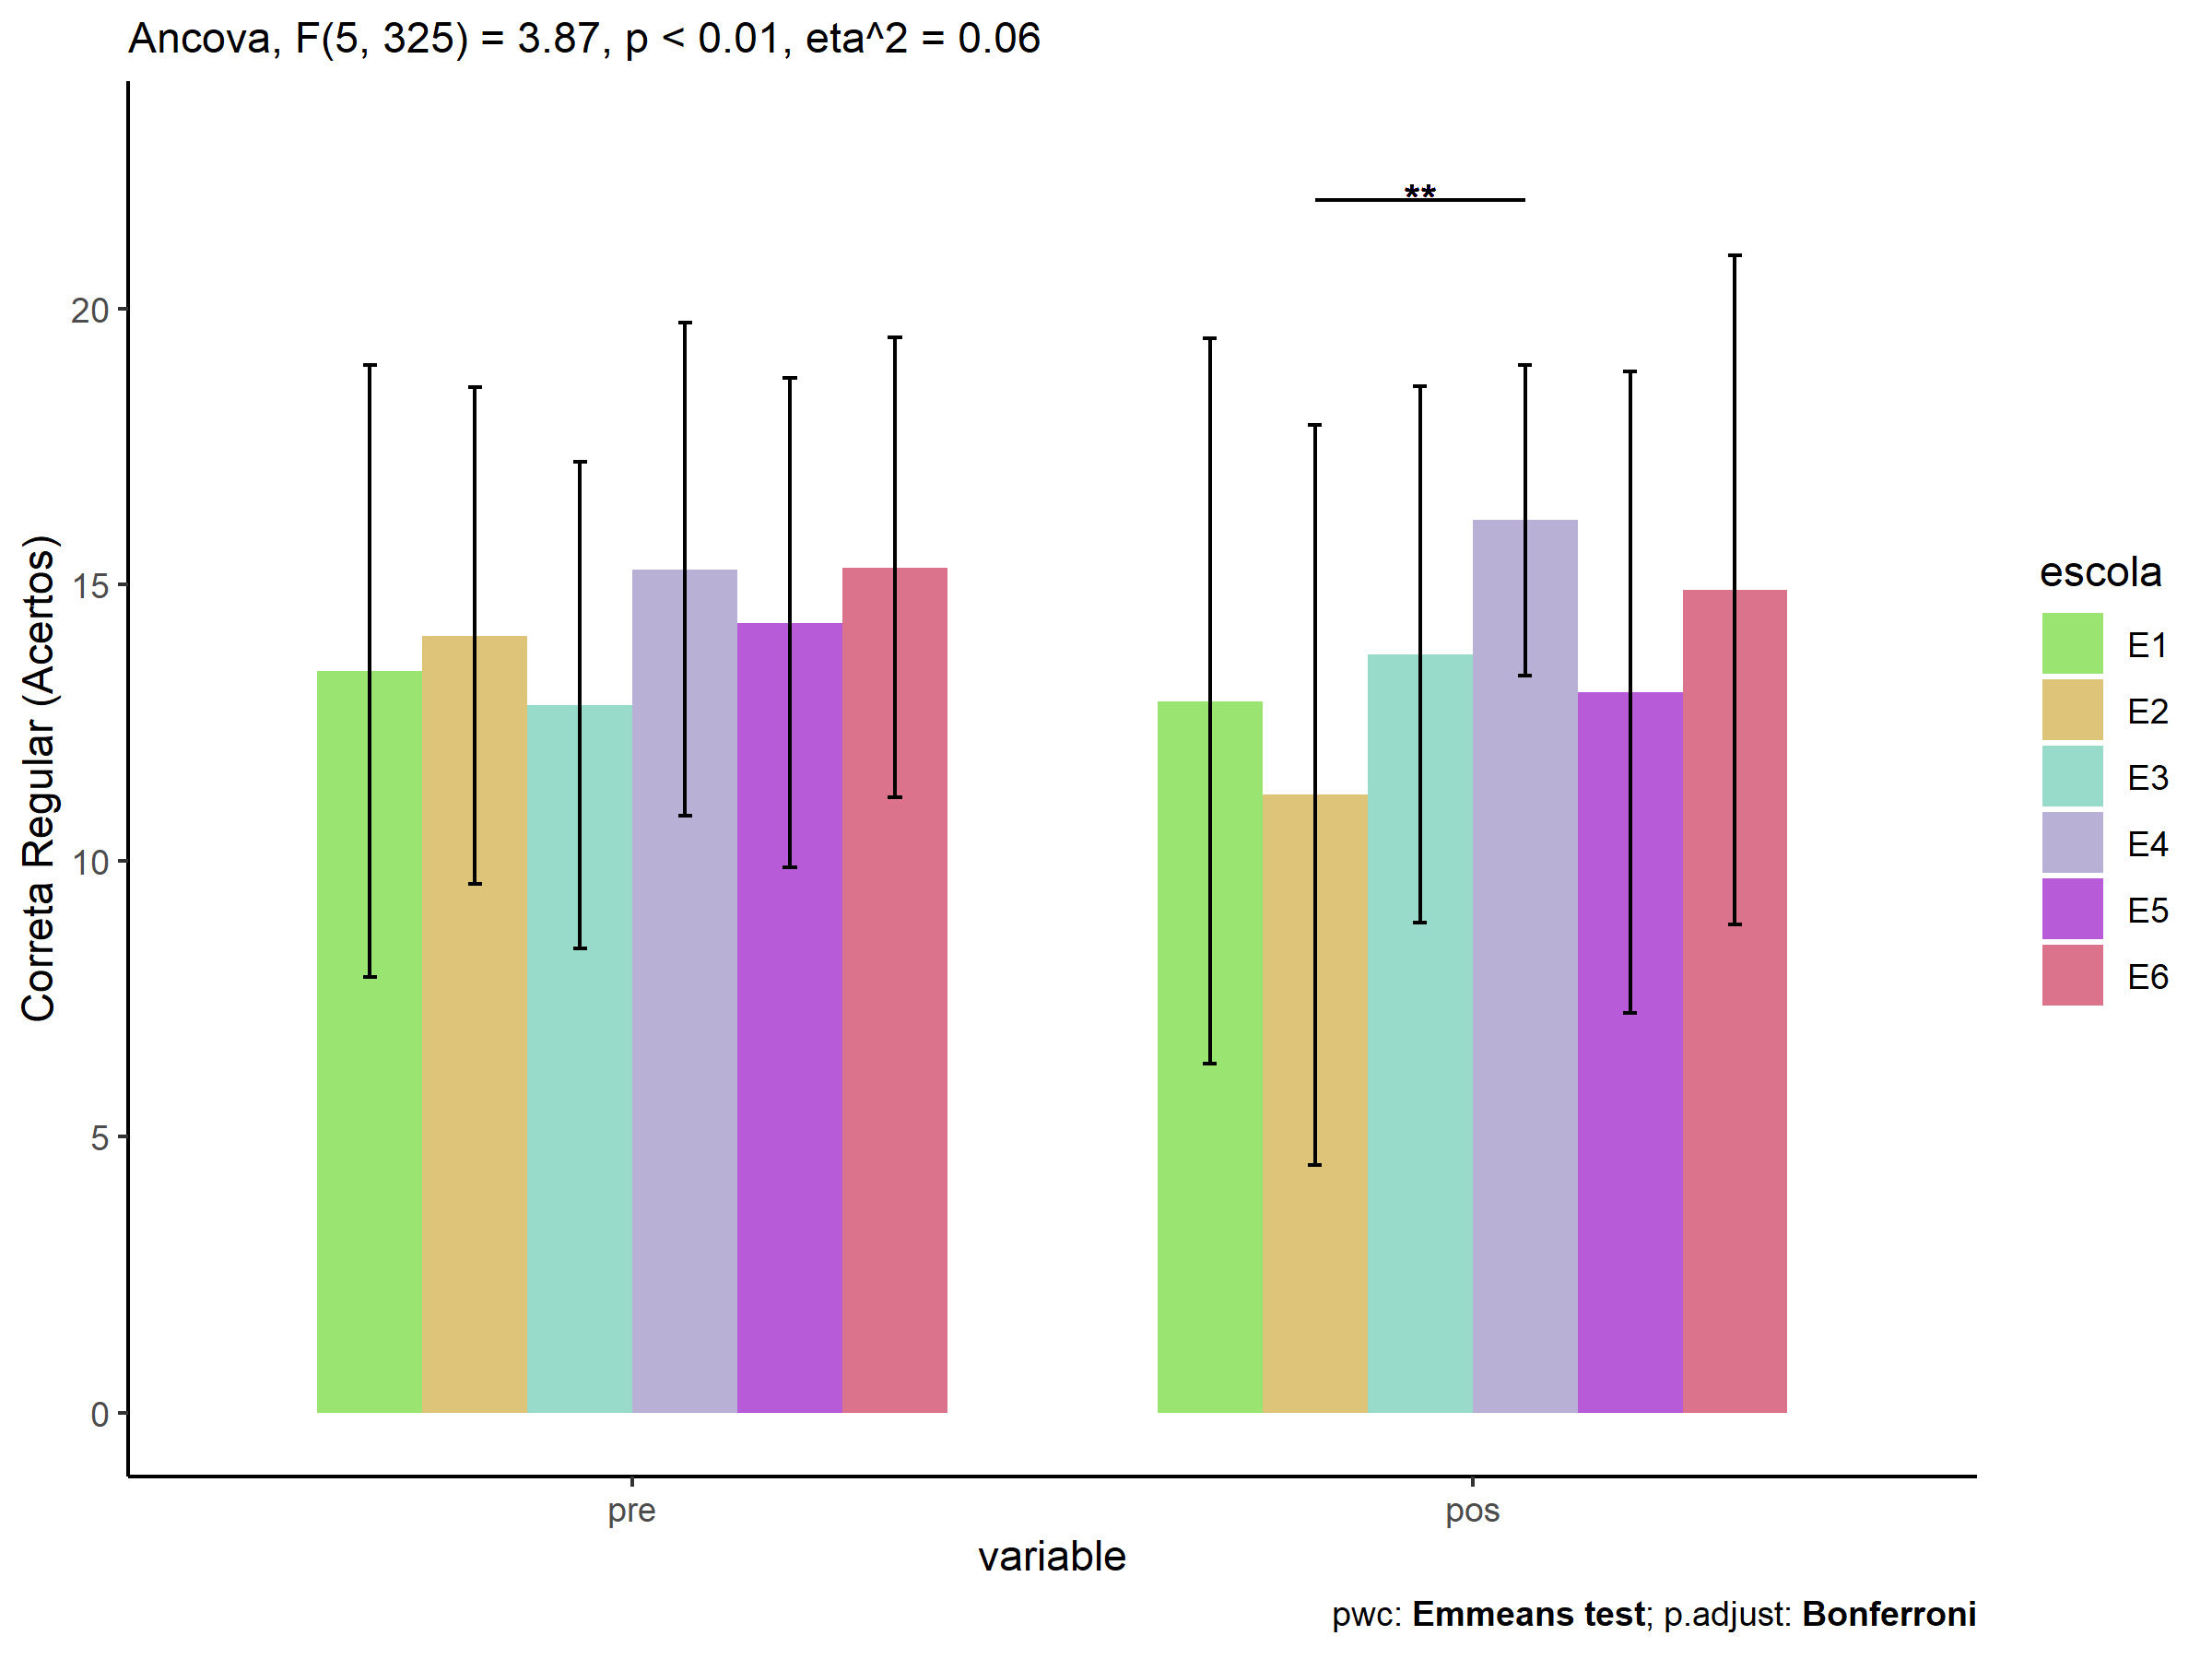 Ancova, F(5, 325) = 3.87, p < 0.01, eta^2 = 0.06
**
Correta Regular (Acertos)
20
15
10
5
0
pre
pos
variable
escola
E1
E2
E3
E4
E5
E6
pwc: Emmeans test; p.adjust: Bonferroni